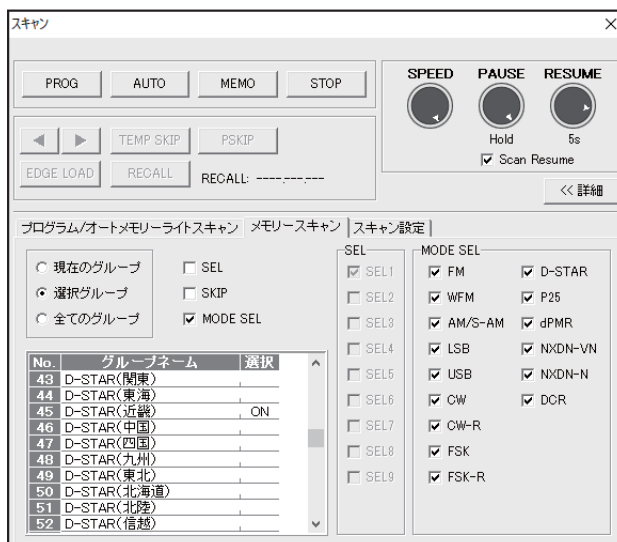 スキャン
PROG AUTO MEMO STOP
SPEED PAUSE RESUME
Hold 5s
Scan Resume
TEMP SKIP PSKIP
EDGE LOAD RECALL RECALL: ----.---.---
<< 詳細
プログラム/オートメモリーライトスキャン メモリースキャン スキャン設定
現在のグループ
選択グループ
全てのグループ
SEL
SKIP
MODE SEL
No. グループネーム 選択
43 D-STAR(関東)
44 D-STAR(東海)
45 D-STAR(近畿) ON
46 D-STAR(中国)
47 D-STAR(四国)
48 D-STAR(九州)
49 D-STAR(東北)
50 D-STAR(北海道)
51 D-STAR(北陸)
52 D-STAR(信越)
SEL
SEL1
SEL2
SEL3
SEL4
SEL5
SEL6
SEL7
SEL8
SEL9
MODE SEL
FM D-STAR
WFM P25
AM/S-AM dPMR
LSB NXDN-VN
USB NXDN-N
CW DCR
CW-R
FSK
FSK-R